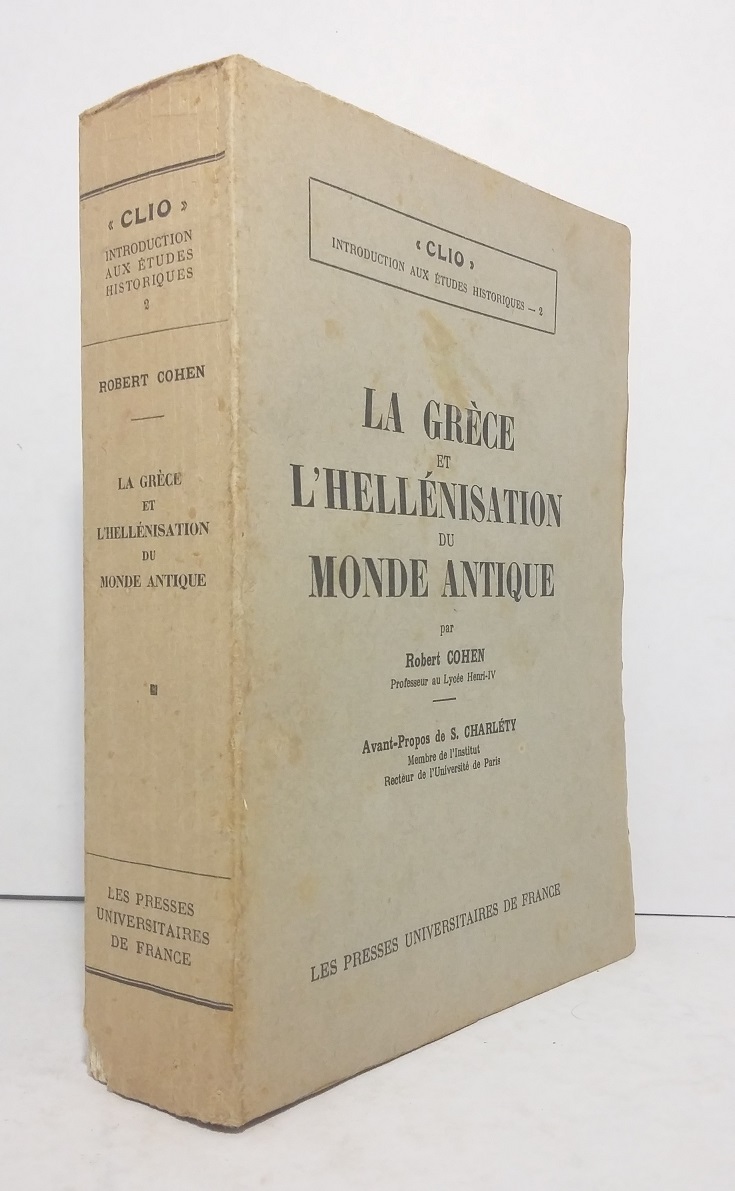 « CLIO »
INTRODUCTION
AUX ÉTUDES
HISTORIQUES
2
ROBERT COHEN
LA GRÈCE
ET
L'HELLÉNISATION
DU
MONDE ANTIQUE
LES PRESSES
UNIVERSITAIRES
DE FRANCE
« CLIO »
INTRODUCTION AUX ÉTUDES HISTORIQUES — 2
LA GRÈCE
ET
L'HELLÉNISATION
DU
MONDE ANTIQUE
par
Robert COHEN
Professeur au Lycée Henri-IV
Avant-Propos de S. CHARLÉTY
Membre de l'Institut
Recteur de l'Université de Paris
LES PRESSES UNIVERSITAIRES DE FRANCE